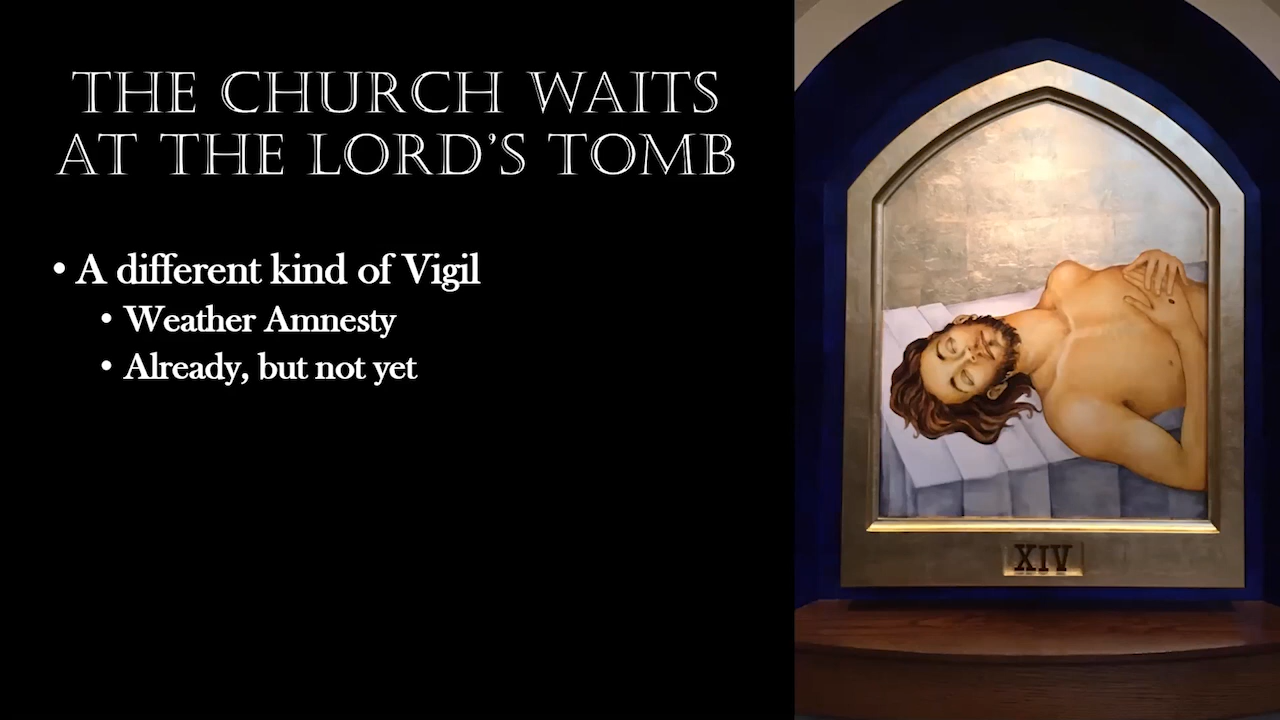 THE CHURCH WAITS
AT THE LORD'S TOMB
• A different kind of Vigil
• Weather Amnesty
• Already, but not yet
XIV